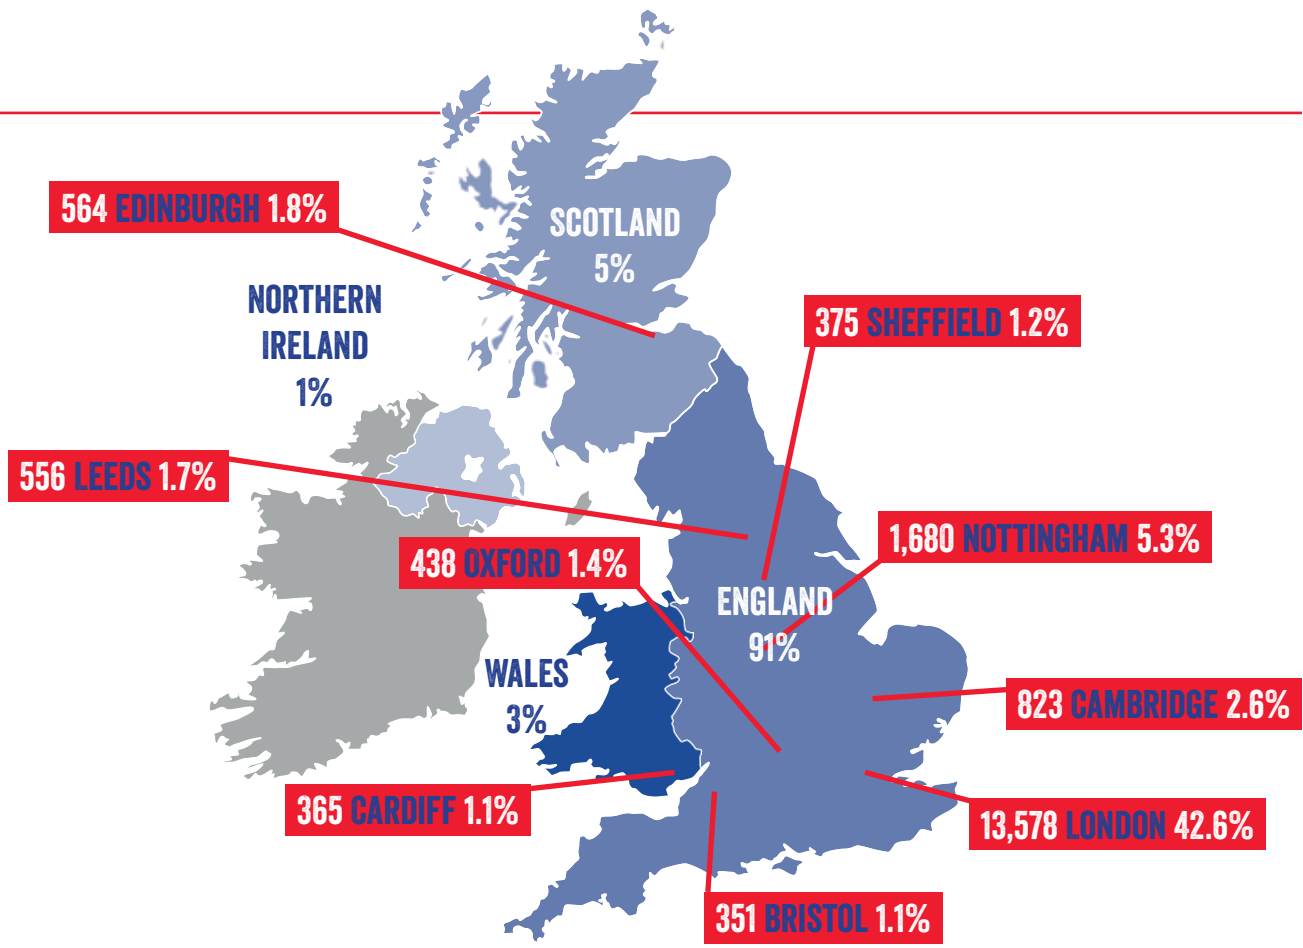 564 EDINBURGH 1.8%
SCOTLAND
5%
NORTHERN
IRELAND
1%
375 SHEFFIELD 1.2%
556 LEEDS 1.7%
1,680 NOTTINGHAM 5.3%
438 OXFORD 1.4%
ENGLAND
91%
WALES
3%
823 CAMBRIDGE 2.6%
365 CARDIFF 1.1%
13,578 LONDON 42.6%
351 BRISTOL 1.1%